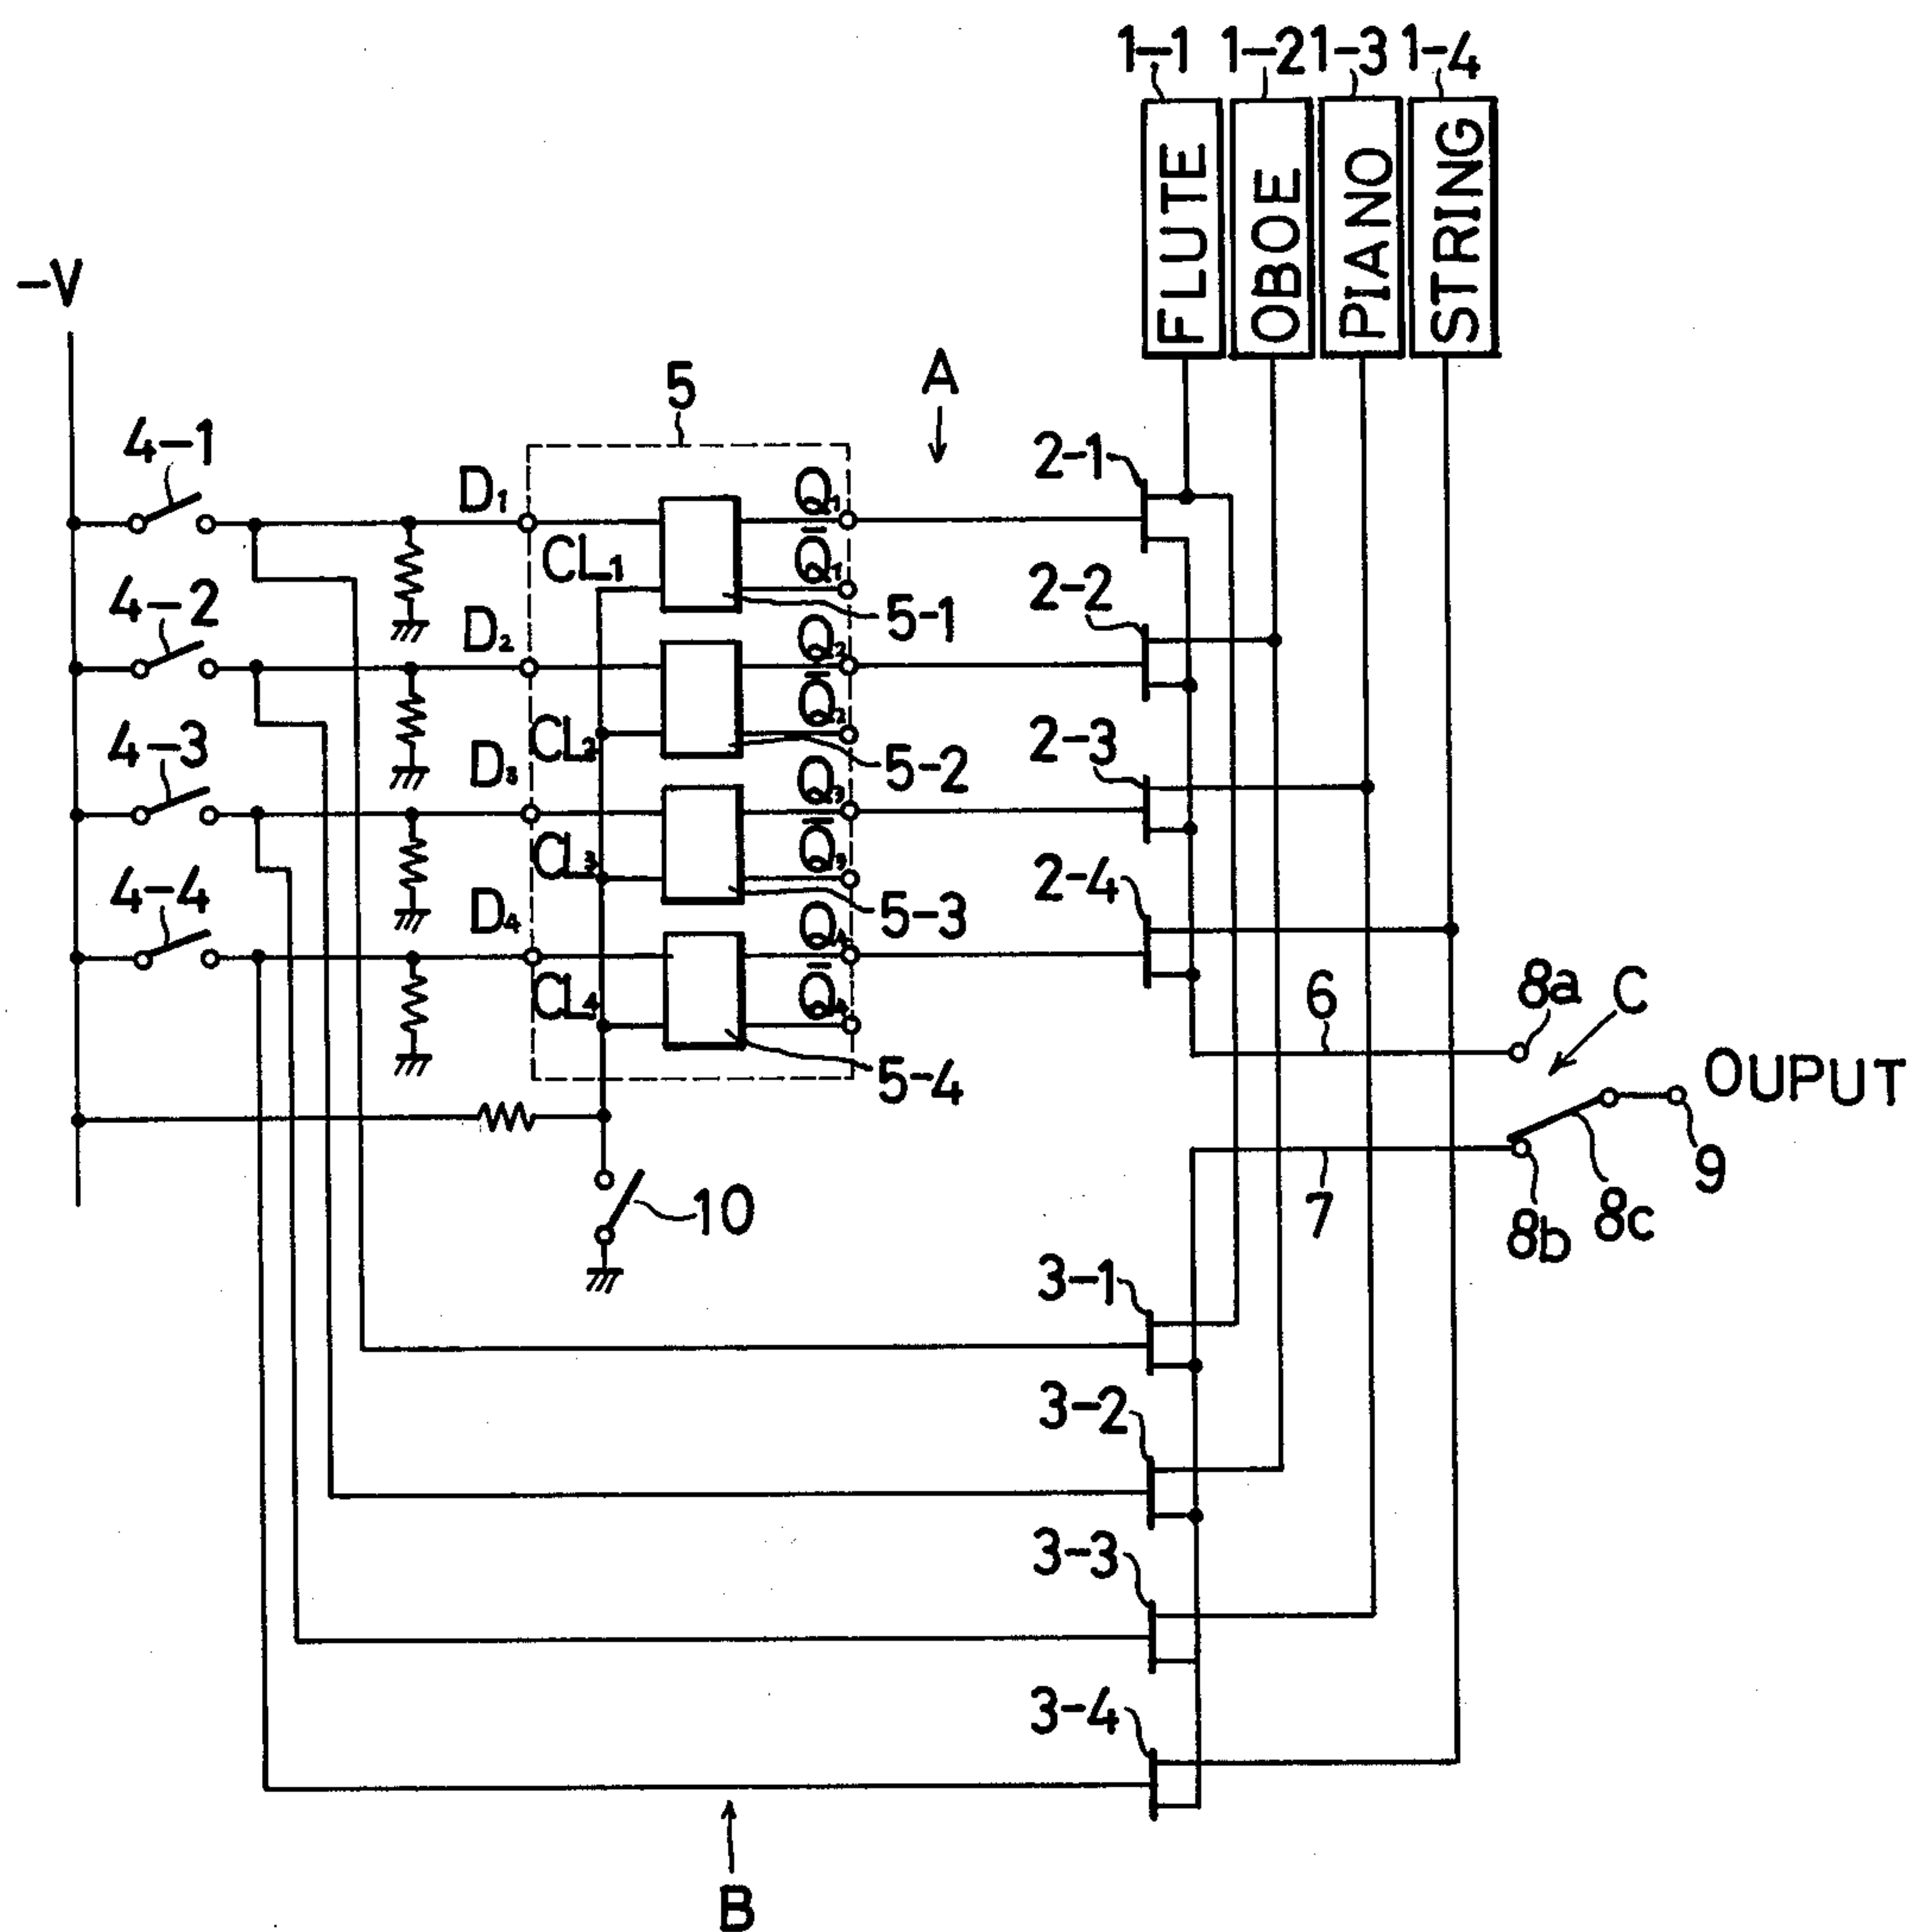 1-1 1-2 1-3 1-4
FLUTE
OBOE
PIANO
STRING
-V
5
A
4-1
D₁
Q₁
2-1
CL₁
Q̅₁
4-2
D₂
5-1
2-2
Q₂
Q̅₂
4-3
CL₂
D₃
5-2
2-3
Q₃
CL₃
Q̅₃
4-4
D₄
5-3
2-4
Q₄
CL₄
Q̅₄
6
8a
C
5-4
OUPUT
9
10
7
8b
8c
3-1
3-2
3-3
3-4
B